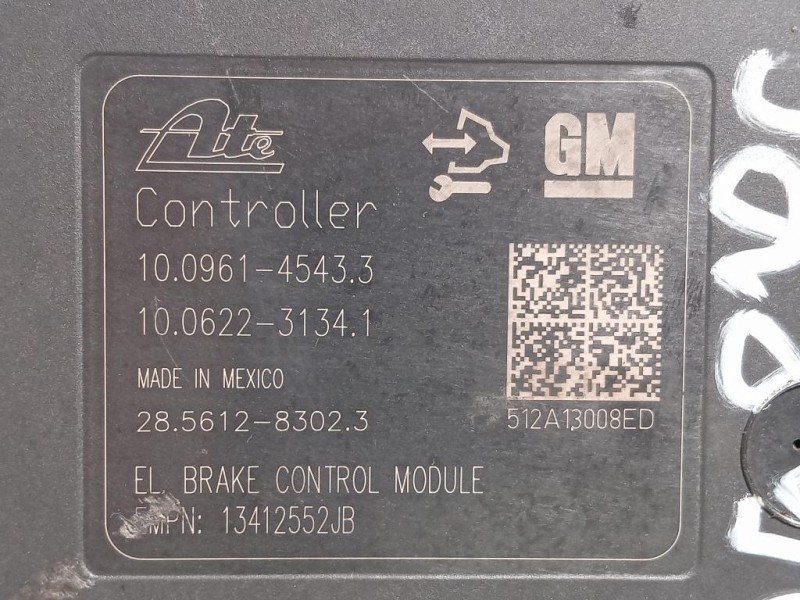 Ate
GM
Controller
10.0961-4543.3
10.0622-3134.1
MADE IN MEXICO
28.5612-8302.3
512A13008ED
EL. BRAKE CONTROL MODULE
EMPN: 13412552JB